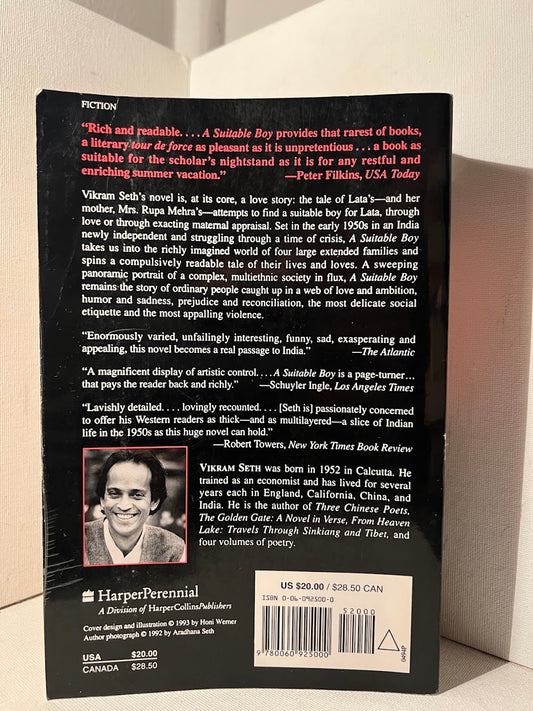 FICTION
“Rich and readable. . . . A Suitable Boy provides that rarest of books,
a literary tour de force as pleasant as it is unpretentious . . . a book as
suitable for the scholar’s nightstand as it is for any restful and
enriching summer vacation.” —Peter Filkins, USA Today
Vikram Seth’s novel is, at its core, a love story: the tale of Lata’s—and her
mother, Mrs. Rupa Mehra’s—attempts to find a suitable boy for Lata, through
love or through exacting maternal appraisal. Set in the early 1950s in an India
newly independent and struggling through a time of crisis, A Suitable Boy
takes us into the richly imagined world of four large extended families and
spins a compulsively readable tale of their lives and loves. A sweeping
panoramic portrait of a complex, multiethnic society in flux, A Suitable Boy
remains the story of ordinary people caught up in a web of love and ambition,
humor and sadness, prejudice and reconciliation, the most delicate social
etiquette and the most appalling violence.
“Enormously varied, unfailingly interesting, funny, sad, exasperating and
appealing, this novel becomes a real passage to India.” —The Atlantic
“A magnificent display of artistic control. . . . A Suitable Boy is a page-turner. . .
that pays the reader back and richly.” —Schuyler Ingle, Los Angeles Times
“Lavishly detailed. . . . lovingly recounted. . . . [Seth is] passionately concerned
to offer his Western readers as thick—and as multilayered—a slice of Indian
life in the 1950s as this huge novel can hold.”
—Robert Towers, New York Times Book Review
VIKRAM SETH was born in 1952 in Calcutta. He
trained as an economist and has lived for several
years each in England, California, China, and
India. He is the author of Three Chinese Poets,
The Golden Gate: A Novel in Verse, From Heaven
Lake: Travels Through Sinkiang and Tibet, and
four volumes of poetry.
HarperPerennial
A Division of HarperCollinsPublishers
Cover design and illustration © 1993 by Honi Werner
Author photograph © 1992 by Aradhana Seth
USA $20.00
CANADA $28.50
US $20.00 / $28.50 CAN
ISBN 0-06-092500-0
52000
9 780060 925000
0494P